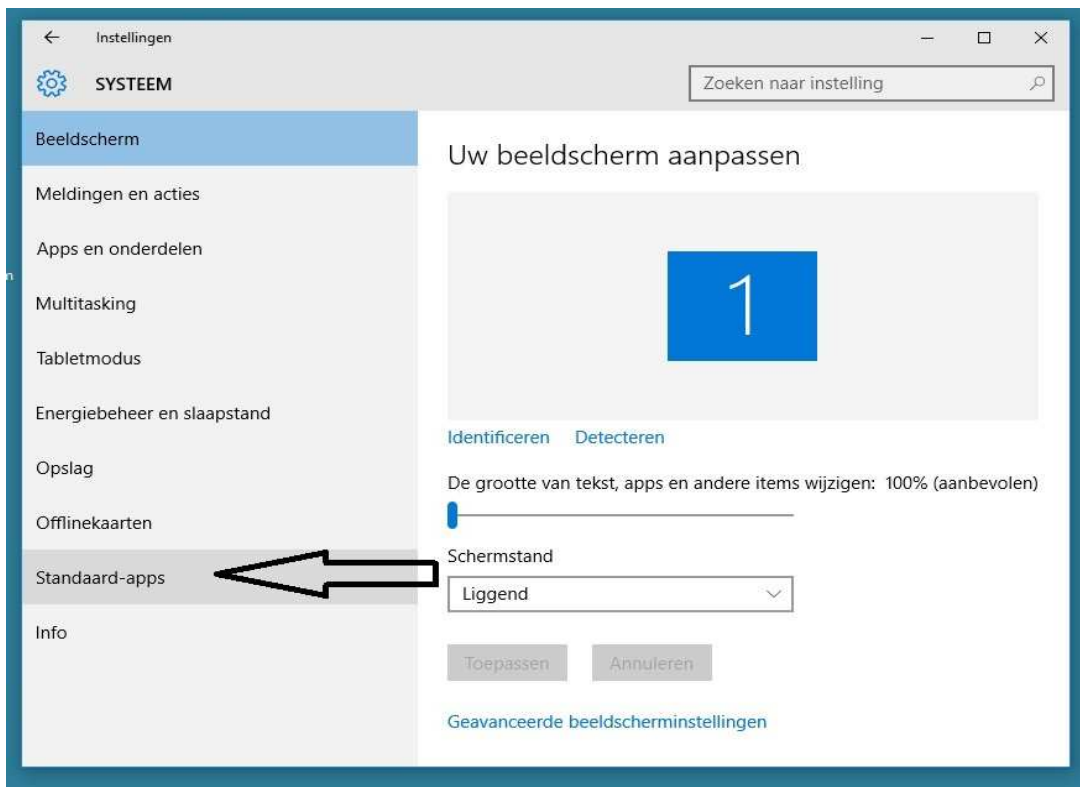 Instellingen
SYSTEEM
Zoeken naar instelling
Beeldscherm
Meldingen en acties
Apps en onderdelen
Multitasking
Tabletmodus
Energiebeheer en slaapstand
Opslag
Offlinekaarten
Standaard-apps
Info
Uw beeldscherm aanpassen
1
Identificeren Detecteren
De grootte van tekst, apps en andere items wijzigen: 100% (aanbevolen)
Schermstand
Liggend
Toepassen Annuleren
Geavanceerde beeldscherminstellingen